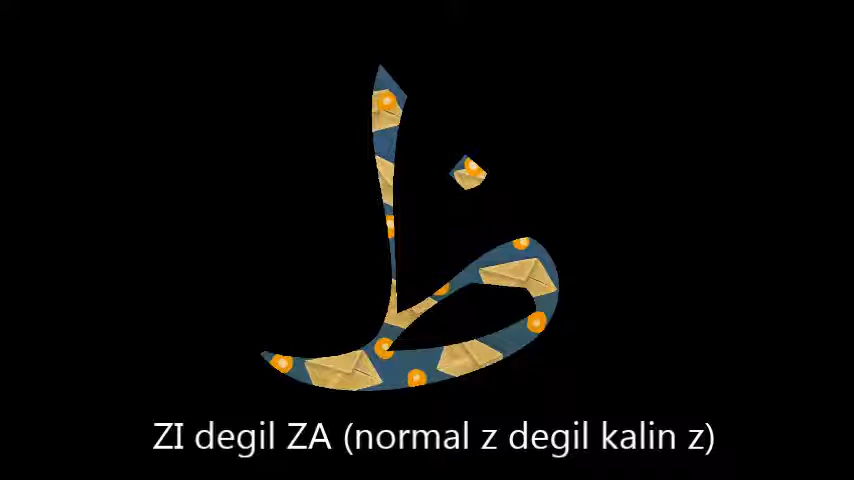 ظ
ZI degil ZA (normal z degil kalin z)